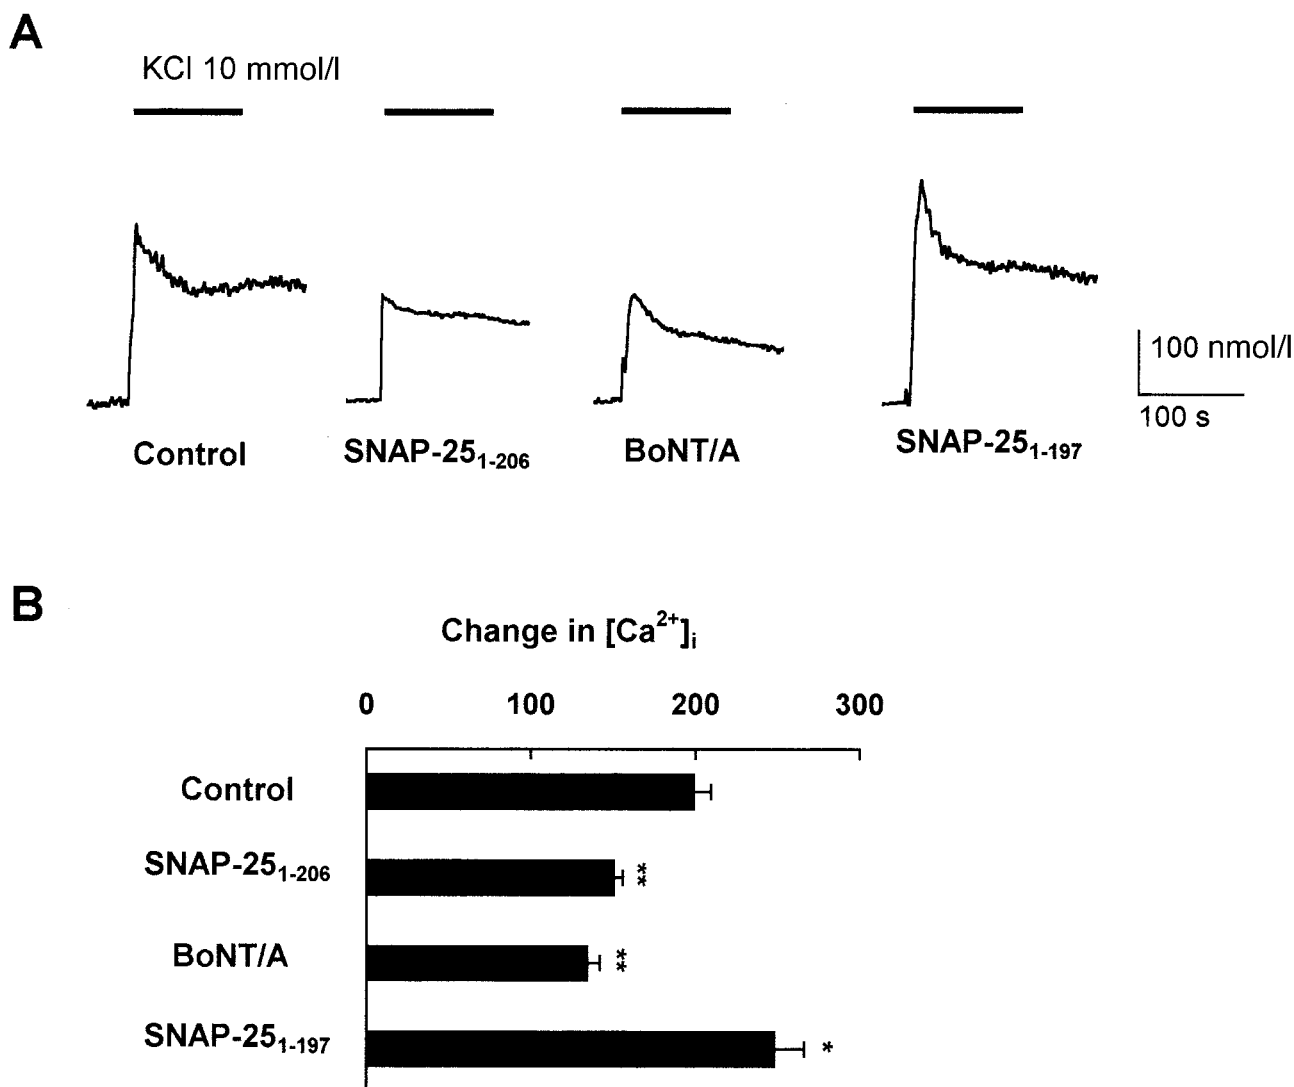 A
KCl 10 mmol/l
100 nmol/l
100 s
Control SNAP-25₁₋₂₀₆ BoNT/A SNAP-25₁₋₁₉₇
B
Change in [Ca²⁺]ᵢ
0 100 200 300
Control
SNAP-25₁₋₂₀₆ **
BoNT/A **
SNAP-25₁₋₁₉₇ *